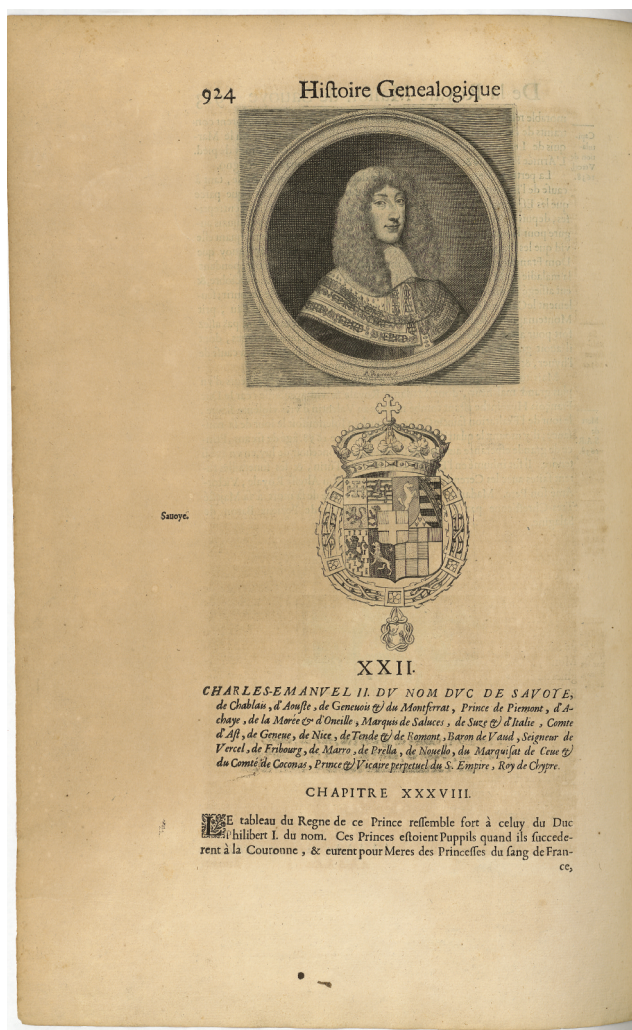 924 Hiſtoire Genealogique
Sauoye.
XXII.
CHARLES-EMANVEL II. DV NOM DVC DE SAVOYE,
de Chablais, d'Aouſte, de Geneuois & du Montferrat, Prince de Piemont, d'A-
chaye, de la Morée & d'Oneille, Marquis de Saluces, de Suze & d'Italie, Comte
d'Aſt, de Geneue, de Nice, de Tende & de Romont, Baron de Vaud, Seigneur de
Vercel, de Fribourg, de Marro, de Prella, de Nouello, du Marquiſat de Ceue &
du Comté de Coconas, Prince & Vicaire perpetuel du S. Empire, Roy de Chypre.
CHAPITRE XXXVIII.
LE tableau du Regne de ce Prince reſſemble fort à celuy du Duc
Philibert I. du nom. Ces Princes eſtoient Puppils quand ils ſuccede-
rent à la Couronne, & eurent pour Meres des Princeſſes du ſang de Fran-
ce,